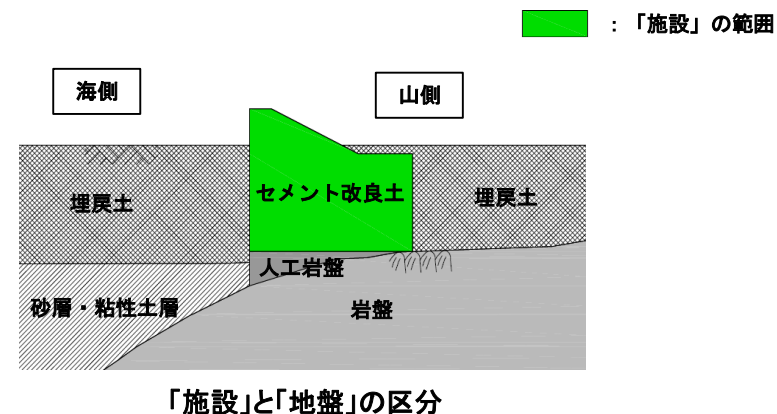 ：「施設」の範囲
海側
山側
埋戻土
セメント改良土
埋戻土
人工岩盤
砂層・粘性土層
岩盤
「施設」と「地盤」の区分